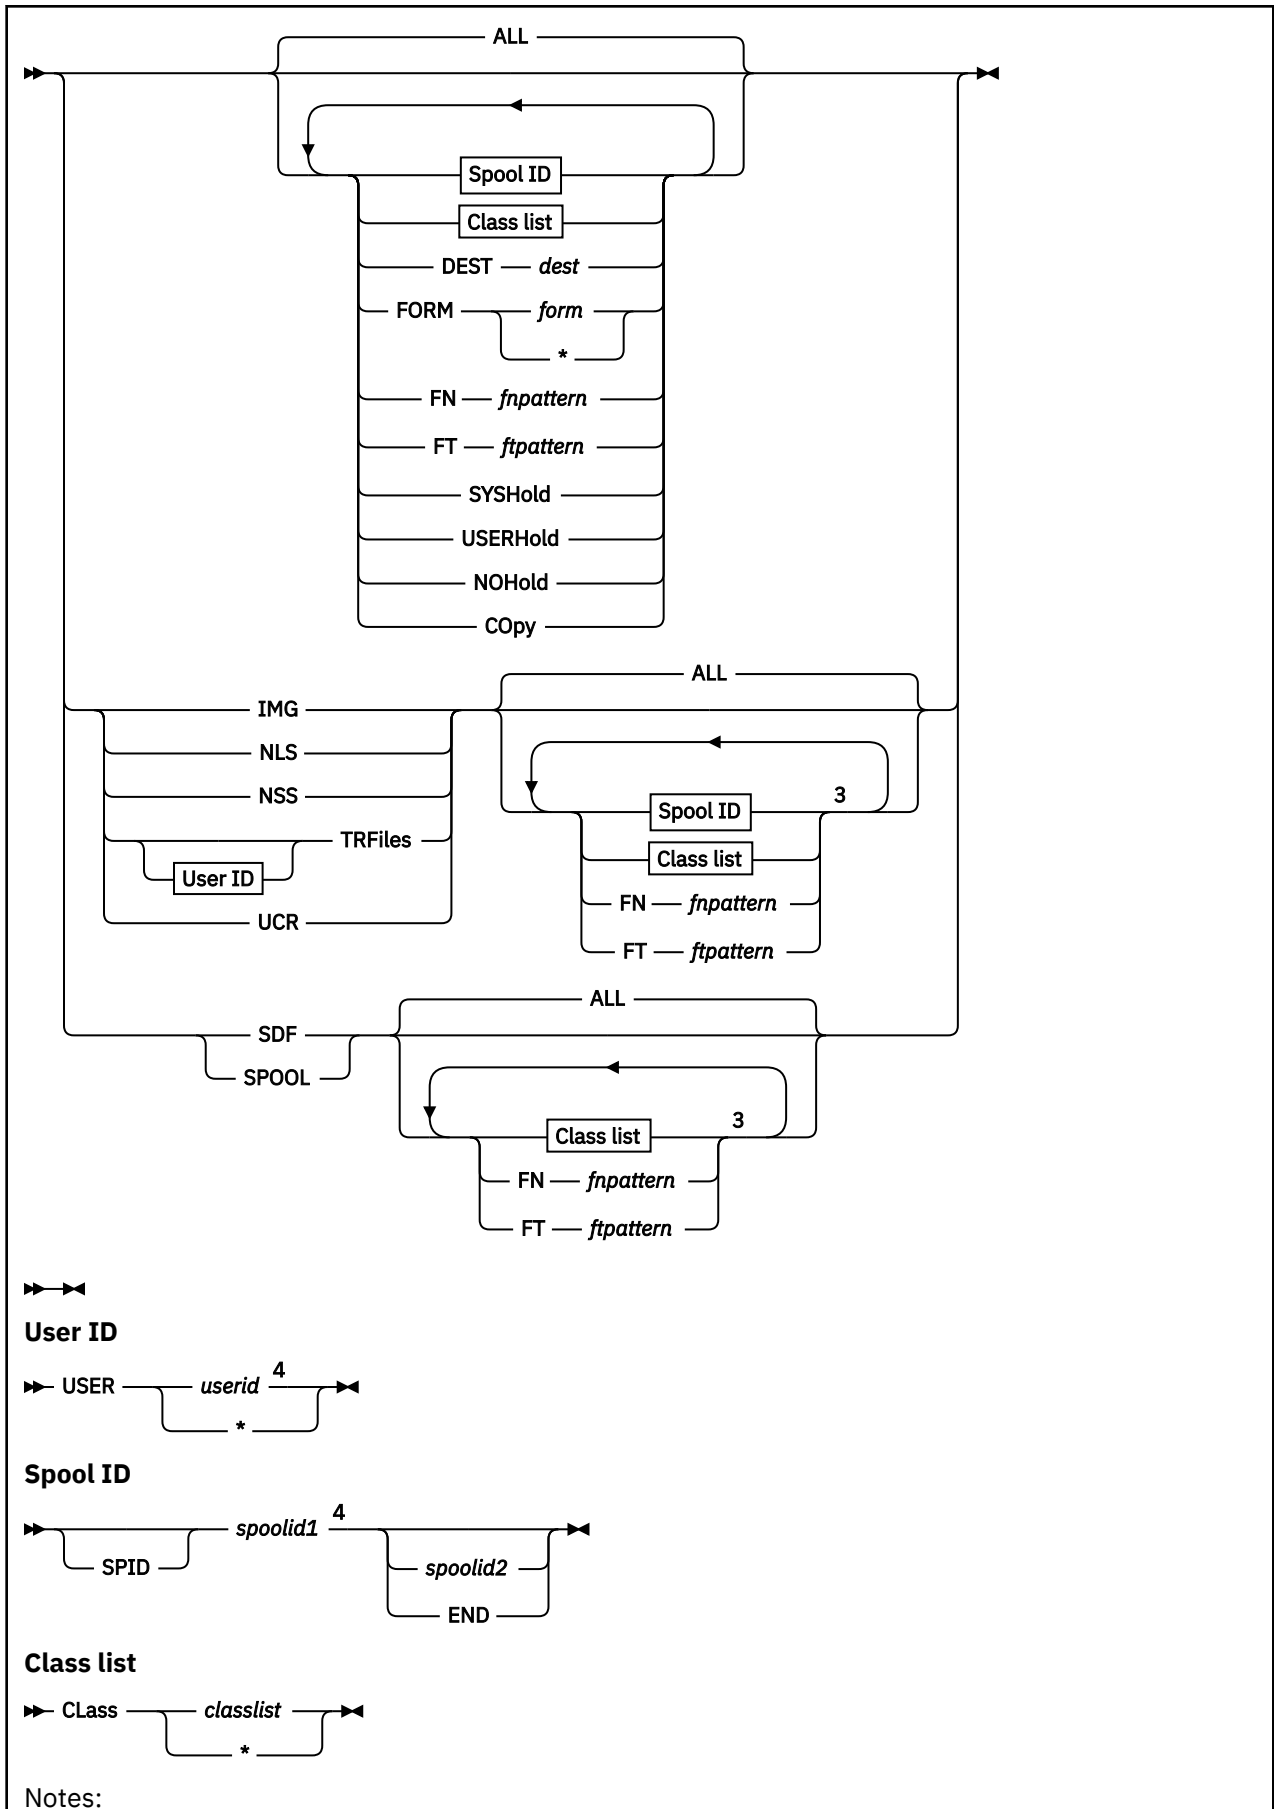 ALL
Spool ID
Class list
DEST dest
FORM form
*
FN fnpattern
FT ftpattern
SYSHold
USERHold
NOHold
COpy
ALL
IMG
NLS
NSS
TRFiles
User ID
UCR
Spool ID 3
Class list
FN fnpattern
FT ftpattern
ALL
SDF
SPOOL
Class list 3
FN fnpattern
FT ftpattern
User ID
USER userid 4
*
Spool ID
SPID spoolid1 4
spoolid2
END
Class list
CLass classlist
*
Notes: